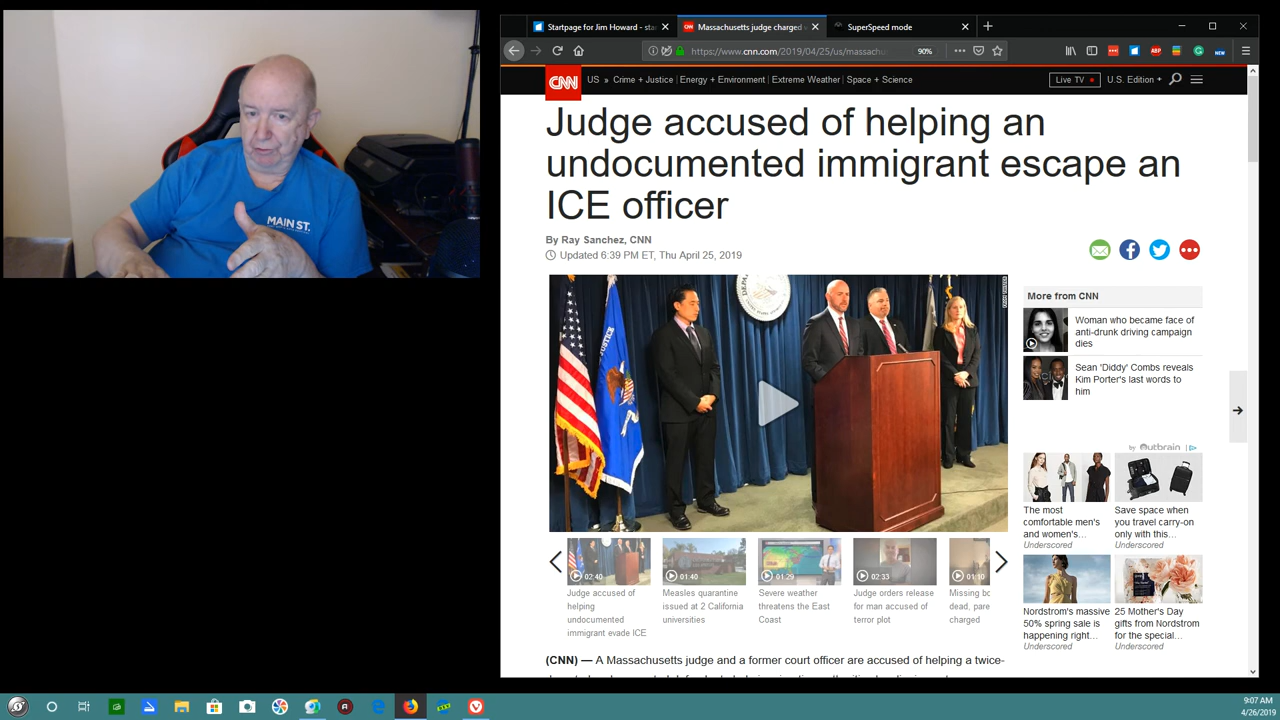 Startpage for Jim Howard - sta
Massachusetts judge charged w
SuperSpeed mode
https://www.cnn.com/2019/04/25/us/massachu
90%
ABP
NEW
CNN
US » Crime + Justice | Energy + Environment | Extreme Weather | Space + Science
Live TV
U.S. Edition +
Judge accused of helping an
undocumented immigrant escape an
ICE officer
By Ray Sanchez, CNN
Updated 6:39 PM ET, Thu April 25, 2019
MAIN ST.
More from CNN
Woman who became face of
anti-drunk driving campaign
dies
Sean 'Diddy' Combs reveals
Kim Porter's last words to
him
by Outbrain
The most
comfortable men's
and women's…
Underscored
Save space when
you travel carry-on
only with this…
Underscored
Nordstrom's massive
50% spring sale is
happening right…
Underscored
25 Mother's Day
gifts from Nordstrom
for the special…
Underscored
02:40
Judge accused of
helping
undocumented
immigrant evade ICE
01:40
Measles quarantine
issued at 2 California
universities
01:29
Severe weather
threatens the East
Coast
02:33
Judge orders release
for man accused of
terror plot
01:10
Missing bo
dead, pare
charged
(CNN) — A Massachusetts judge and a former court officer are accused of helping a twice-
9:07 AM
4/26/2019